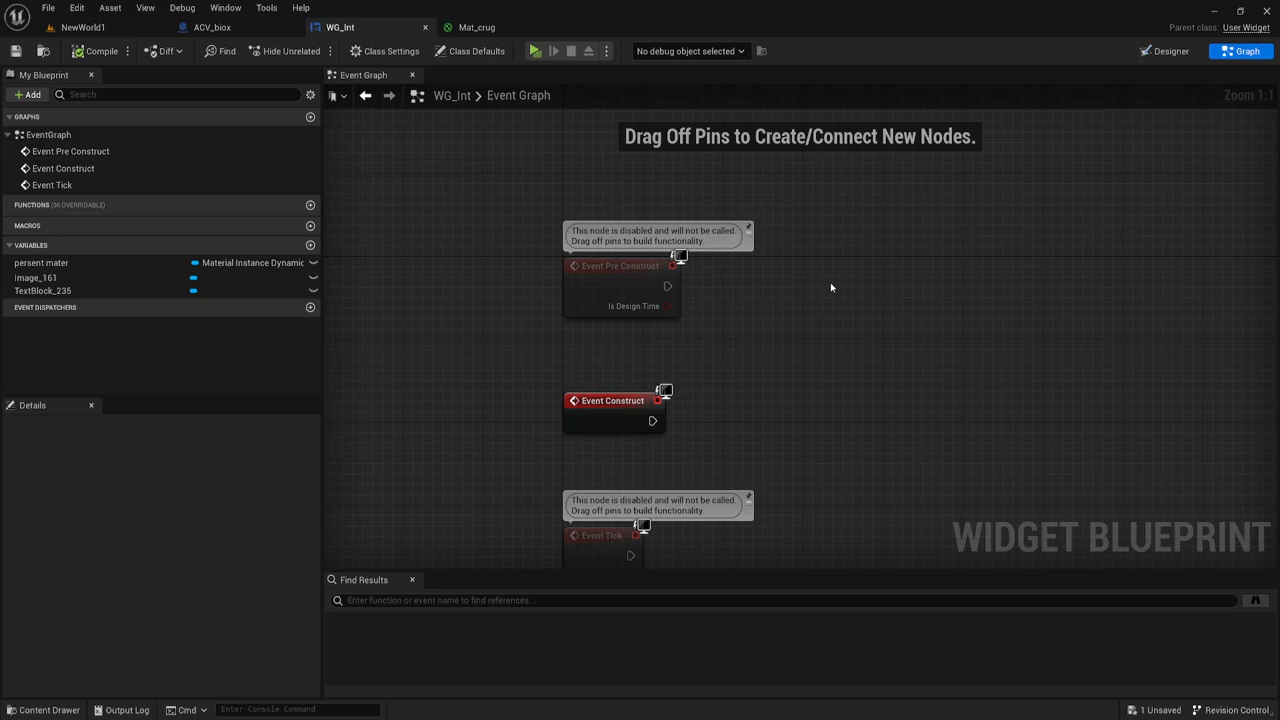 File Edit Asset View Debug Window Tools Help
NewWorld1 ACV_biox WG_Int Mat_crug
Parent class: User Widget
Compile Diff Find Hide Unrelated Class Settings Class Defaults No debug object selected Designer Graph
My Blueprint Event Graph
Add Search WG_Int Event Graph Zoom 1:1
GRAPHS
EventGraph
Event Pre Construct
Event Construct
Event Tick
FUNCTIONS (36 OVERRIDABLE)
MACROS
VARIABLES
persent mater Material Instance Dynamic
Image_161
TextBlock_235
EVENT DISPATCHERS
Details
Drag Off Pins to Create/Connect New Nodes.
This node is disabled and will not be called.
Drag off pins to build functionality.
Event Pre Construct
Is Design Time
Event Construct
This node is disabled and will not be called.
Drag off pins to build functionality.
Event Tick
WIDGET BLUEPRINT
Find Results
Enter function or event name to find references...
Content Drawer Output Log Cmd Enter Console Command 1 Unsaved Revision Control